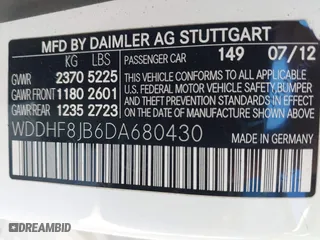 MFD BY DAIMLER AG STUTTGART
KG LBS PASSENGER CAR 149 07/12
GVWR 2370 5225
GAWR/FRONT 1180 2601
GAWR/REAR 1235 2723
THIS VEHICLE CONFORMS TO ALL APPLICABLE
U.S. FEDERAL MOTOR VEHICLE SAFETY, BUMPER,
AND THEFT PREVENTION STANDARDS IN EFFECT ON
THE DATE OF MANUFACTURE SHOWN ABOVE.
WDDHF8JB6DA680430
MADE IN GERMANY
DREAMBID